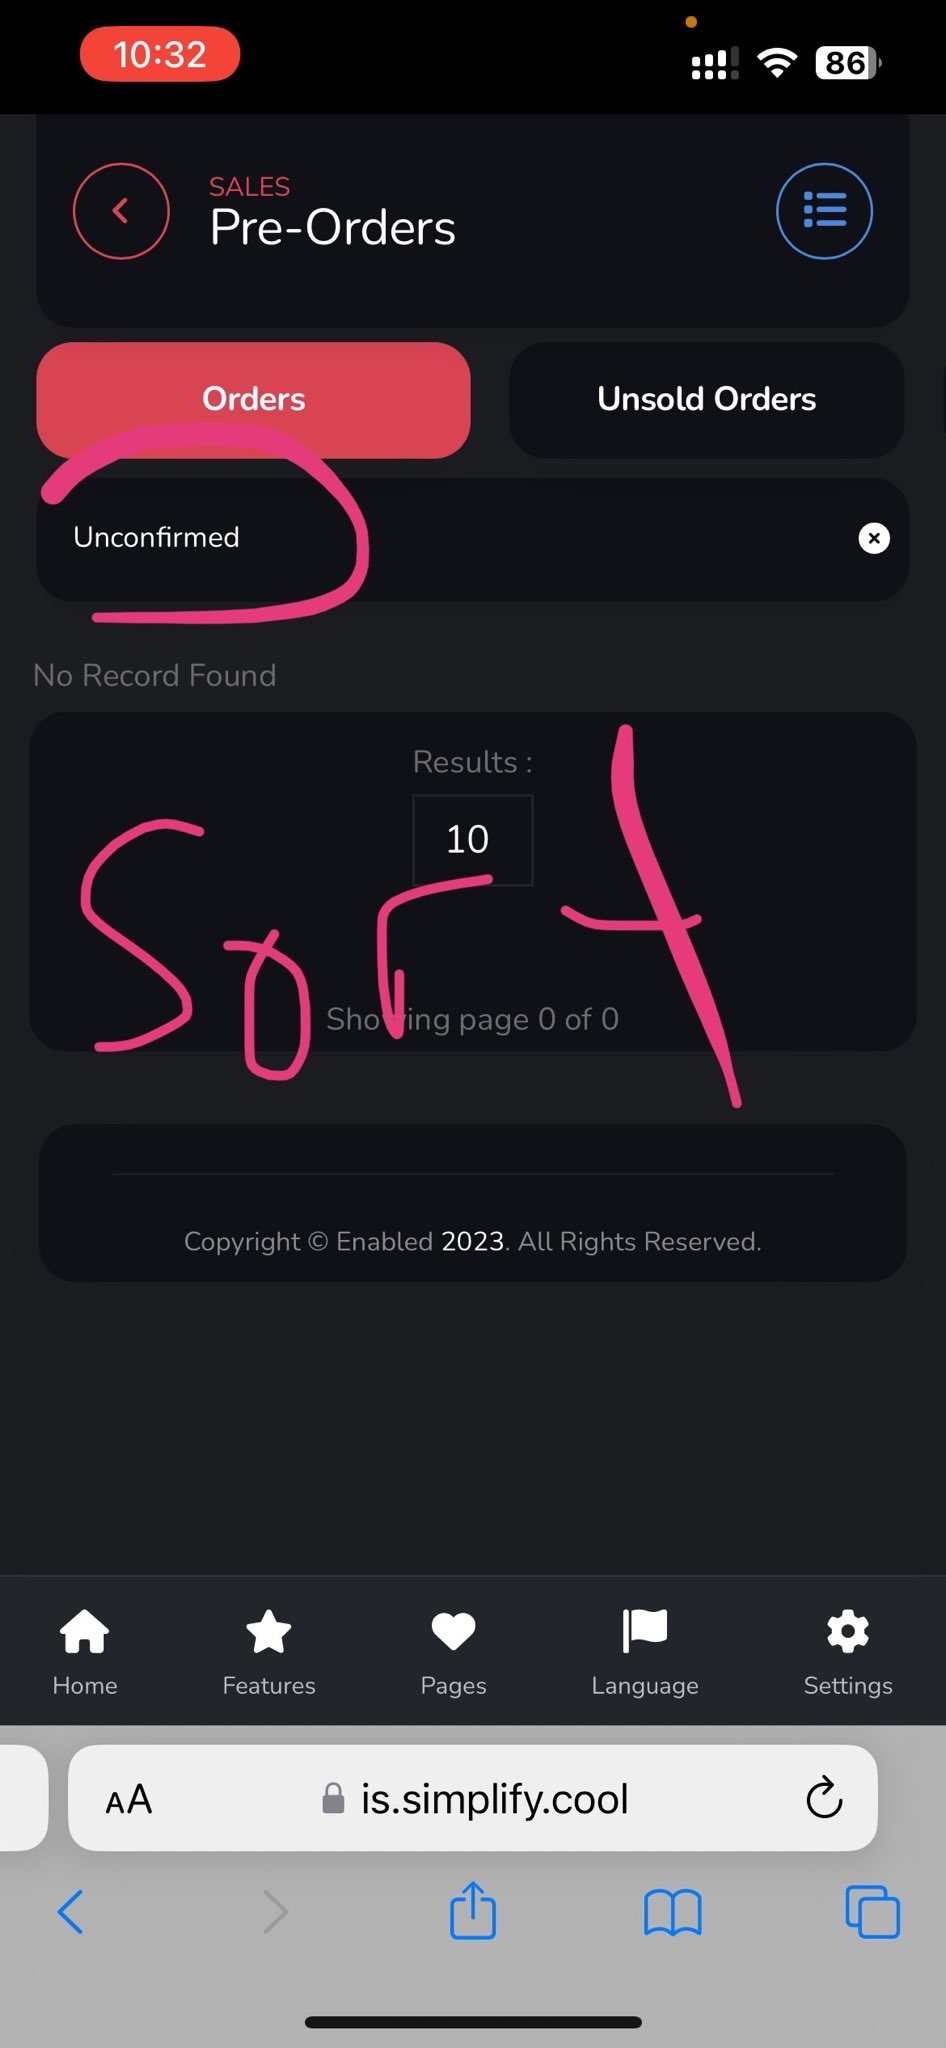 10:32
86
SALES
Pre-Orders
Orders
Unsold Orders
Unconfirmed
No Record Found
Results :
10
Sort
Showing page 0 of 0
Copyright © Enabled 2023. All Rights Reserved.
Home
Features
Pages
Language
Settings
AA
is.simplify.cool